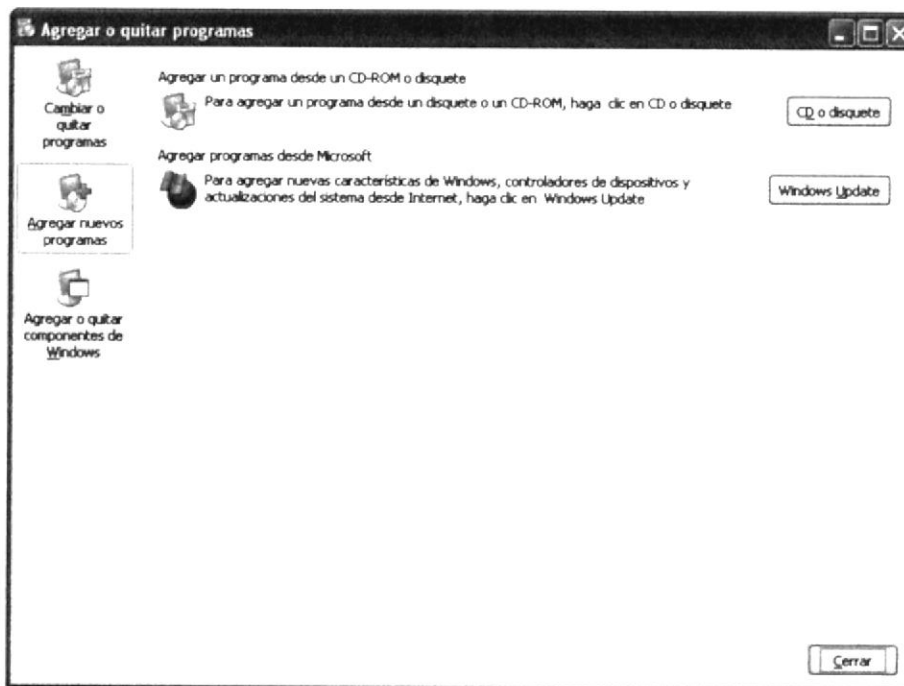 Agregar o quitar programas
Cambiar o
quitar
programas
Agregar nuevos
programas
Agregar o quitar
componentes de
Windows
Agregar un programa desde un CD-ROM o disquete
Para agregar un programa desde un disquete o un CD-ROM, haga clic en CD o disquete
CD o disquete
Agregar programas desde Microsoft
Para agregar nuevas características de Windows, controladores de dispositivos y
actualizaciones del sistema desde Internet, haga clic en Windows Update
Windows Update
Cerrar